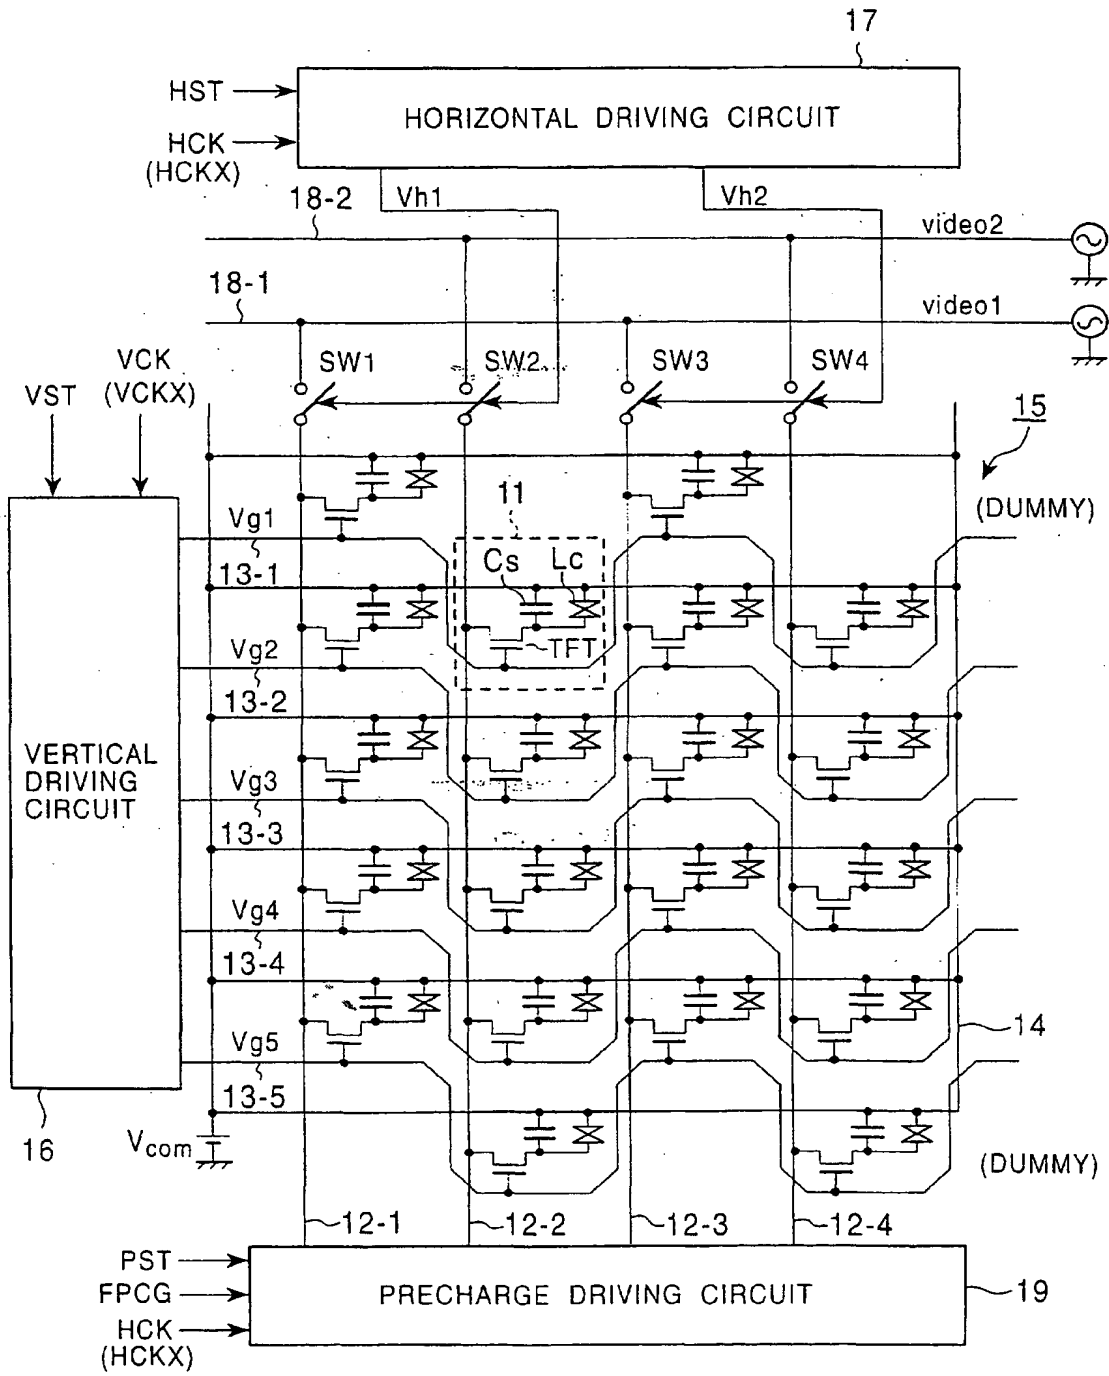 17
HST
HORIZONTAL DRIVING CIRCUIT
HCK
(HCKX)
Vh1
Vh2
18-2
video2
18-1
video1
SW1
SW2
SW3
SW4
VCK
(VCKX)
VST
15
(DUMMY)
11
Vg1
13-1
Cs
Lc
TFT
Vg2
13-2
VERTICAL
DRIVING
CIRCUIT
Vg3
13-3
Vg4
13-4
14
Vg5
13-5
16
Vcom
(DUMMY)
12-1
12-2
12-3
12-4
PST
FPCG
PRECHARGE DRIVING CIRCUIT
19
HCK
(HCKX)